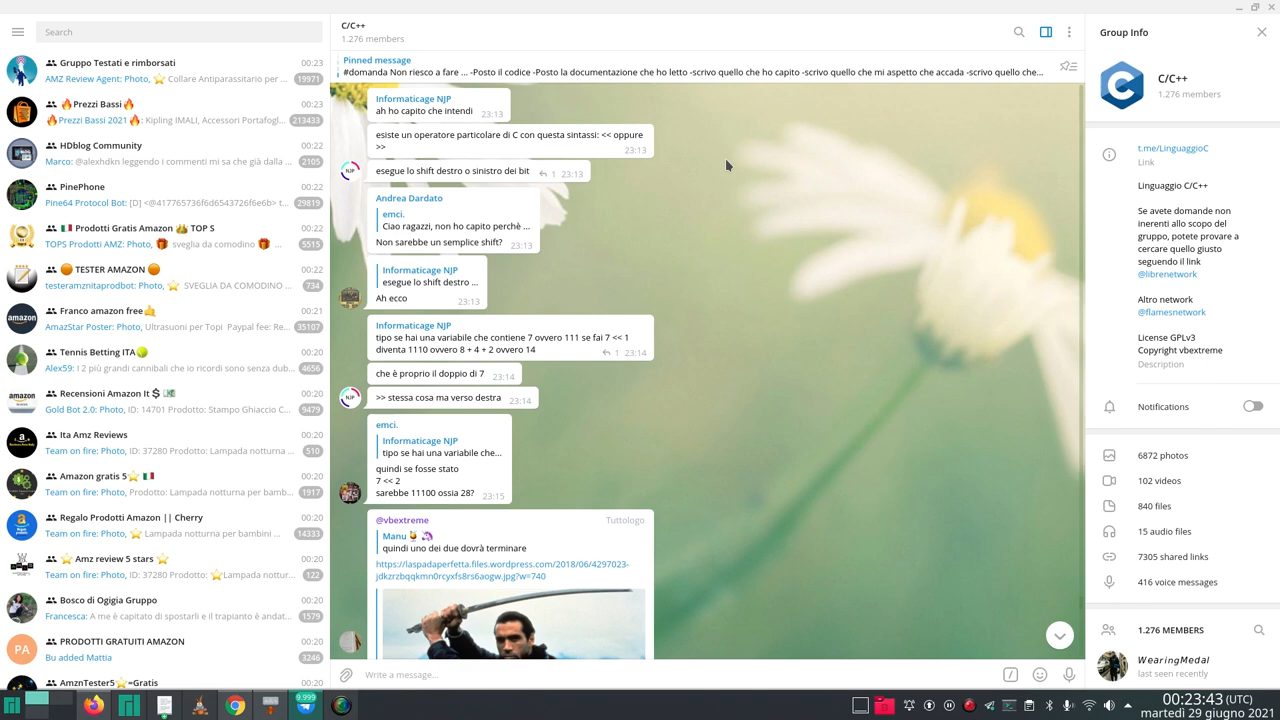 Search
Gruppo Testati e rimborsati 00:23
AMZ Review Agent: Photo, ⭐ Collare Antiparassitario per ... 19971
🔥Prezzi Bassi🔥 00:23
🔥Prezzi Bassi 2021🔥: Kipling IMALI, Accessori Portafogl... 213433
HDblog Community 00:22
Marco: @alexhdkn leggendo i commenti mi sa che già dalla ... 2105
PinePhone 00:22
Pine64 Protocol Bot: [D] <@417765736f6d6543726f6e6b> t... 29819
🇮🇹 Prodotti Gratis Amazon 👍 TOP S 00:22
TOPS Prodotti AMZ: Photo, 🎁 sveglia da comodino 🎁 ... 5515
🟠 TESTER AMAZON 🟠 00:22
testeramznitaprodbot: Photo, ⭐ SVEGLIA DA COMODINO ... 734
Franco amazon free👍 00:21
AmazStar Poster: Photo, Ultrasuoni per Topi Paypal fee: Re... 35107
Tennis Betting ITA🎾 00:20
Alex59: I 2 più grandi cannibali che io ricordi sono senza dub... 4656
Recensioni Amazon It💲 💵 00:20
Gold Bot 2.0: Photo, ID: 14701 Prodotto: Stampo Ghiaccio C... 9479
Ita Amz Reviews 00:20
Team on fire: Photo, ID: 37280 Prodotto: Lampada notturna ... 510
Amazon gratis 5⭐ 🇮🇹 00:20
Team on fire: Photo, Prodotto: Lampada notturna per bamb... 1917
Regalo Prodotti Amazon || Cherry 00:20
Team on fire: Photo, ⭐ Lampada notturna per bambini ... 14333
⭐ Amz review 5 stars ⭐ 00:20
Team on fire: Photo, ID: 37280 Prodotto: ⭐Lampada nottur... 122
Bosco di Ogigia Gruppo 00:20
Francesca: A me è capitato di spostarli e il trapianto è andat... 1579
PA
PRODOTTI GRATUITI AMAZON 00:20
Bu added Mattia 3246
AmznTester5⭐=Gratis 00:20
C/C++
1.276 members
Pinned message
#domanda Non riesco a fare ... -Posto il codice -Posto la documentazione che ho letto -scrivo quello che ho capito -scrivo quello che mi aspetto che accada -scrivo quello che...
Informaticage NJP
ah ho capito che intendi 23:13
esiste un operatore particolare di C con questa sintassi: << oppure
>> 23:13
NJP
esegue lo shift destro o sinistro dei bit 1 23:13
Andrea Dardato
emci.
Ciao ragazzi, non ho capito perchè ...
Non sarebbe un semplice shift? 23:13
Informaticage NJP
esegue lo shift destro ...
Ah ecco 23:13
Informaticage NJP
tipo se hai una variabile che contiene 7 ovvero 111 se fai 7 << 1
diventa 1110 ovvero 8 + 4 + 2 ovvero 14 1 23:14
che è proprio il doppio di 7 23:14
NJP
>> stessa cosa ma verso destra 23:14
emci.
Informaticage NJP
tipo se hai una variabile che...
quindi se fosse stato
7 << 2
sarebbe 11100 ossia 28? 23:15
@vbextreme Tuttologo
Manu 🐓 🦄
quindi uno dei due dovrà terminare
https://laspadaperfetta.files.wordpress.com/2018/06/4297023-
jdkzrzbqqkmn0rcyxfs8rs6aogw.jpg?w=740
Write a message...
Group Info
C/C++
1.276 members
t.me/LinguaggioC
Link
Linguaggio C/C++
Se avete domande non
inerenti allo scopo del
gruppo, potete provare a
cercare quello giusto
seguendo il link
@librenetwork
Altro network
@flamesnetwork
License GPLv3
Copyright vbextreme
Description
Notifications
6872 photos
102 videos
840 files
15 audio files
7305 shared links
416 voice messages
1.276 MEMBERS
WearingMedal
last seen recently
9,999
00:23:43 (UTC)
martedì 29 giugno 2021